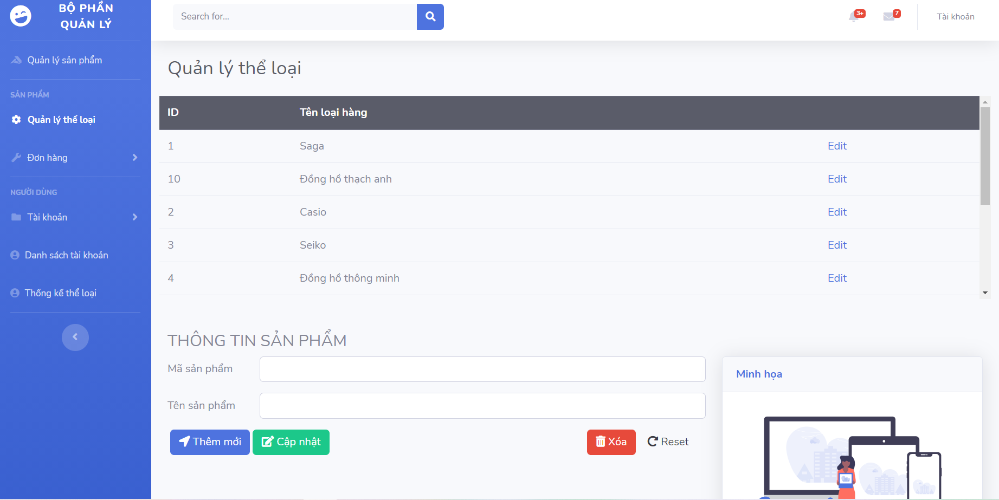 BỘ PHẦN
QUẢN LÝ
Quản lý sản phẩm
SẢN PHẨM
Quản lý thể loại
Đơn hàng
NGƯỜI DÙNG
Tài khoản
Danh sách tài khoản
Thống kế thể loại
Search for...
3+
7
Tài khoản
Quản lý thể loại
ID Tên loại hàng
1 Saga Edit
10 Đồng hồ thạch anh Edit
2 Casio Edit
3 Seiko Edit
4 Đồng hồ thông minh Edit
THÔNG TIN SẢN PHẨM
Mã sản phẩm
Tên sản phẩm
Thêm mới Cập nhật Xóa Reset
Minh họa